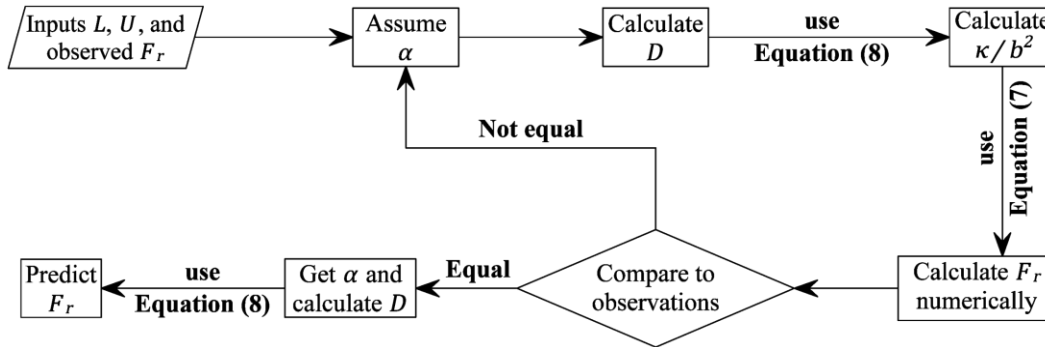 Inputs L, U, and
observed F_r
Assume
α
Calculate
D
use
Equation (8)
Calculate
κ/b²
use
Equation (7)
Not equal
Calculate F_r
numerically
Compare to
observations
Equal
Get α and
calculate D
use
Equation (8)
Predict
F_r